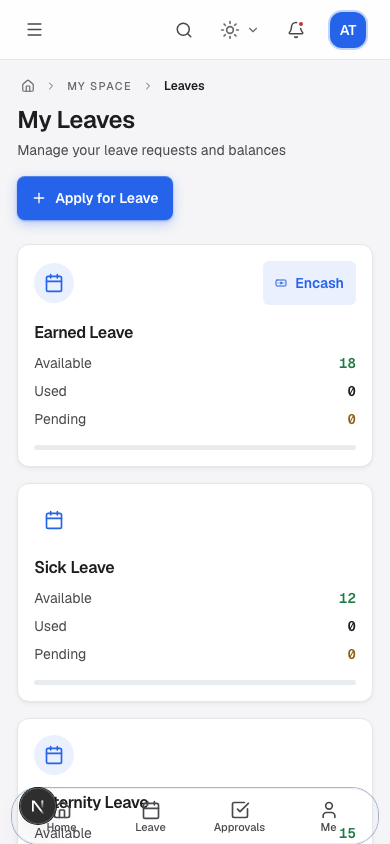 AT
MY SPACE
Leaves
My Leaves
Manage your leave requests and balances
Apply for Leave
Encash
Earned Leave
Available 18
Used 0
Pending 0
Sick Leave
Available 12
Used 0
Pending 0
Leave
Available 15
N
Home
Leave
Approvals
Me